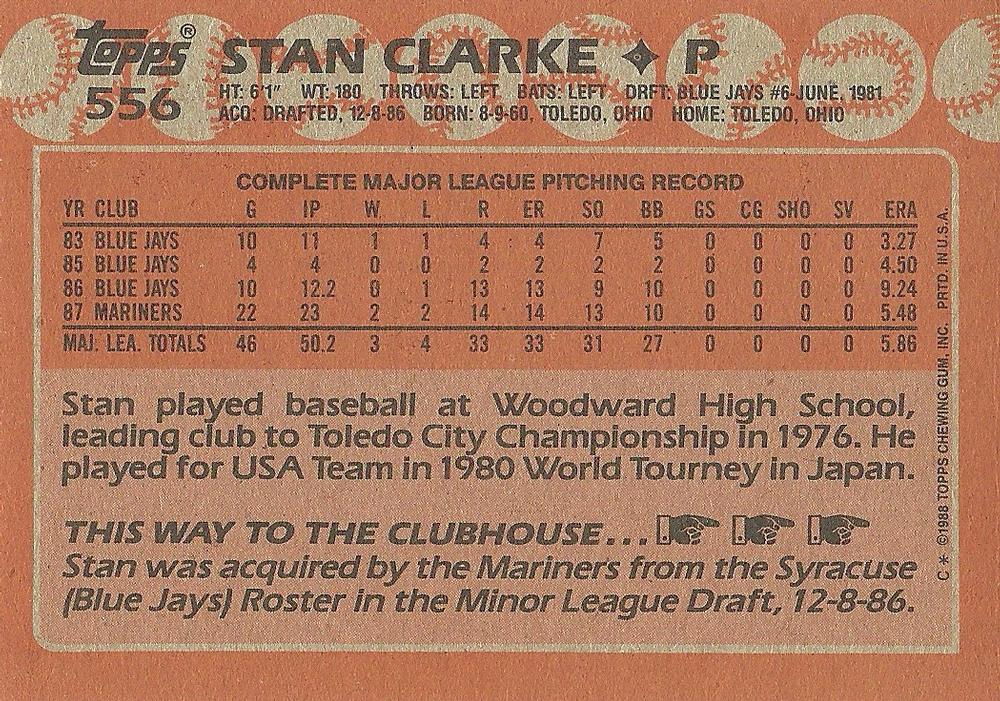 topps® STAN CLARKE ✦ P
556 HT: 6'1" WT: 180 THROWS: LEFT BATS: LEFT DRFT: BLUE JAYS #6-JUNE, 1981
ACQ: DRAFTED, 12-8-86 BORN: 8-9-60, TOLEDO, OHIO HOME: TOLEDO, OHIO
COMPLETE MAJOR LEAGUE PITCHING RECORD
YR CLUB G IP W L R ER SO BB GS CG SHO SV ERA
83 BLUE JAYS 10 11 1 1 4 4 7 5 0 0 0 0 3.27
85 BLUE JAYS 4 4 0 0 2 2 2 2 0 0 0 0 4.50
86 BLUE JAYS 10 12.2 0 1 13 13 9 10 0 0 0 0 9.24
87 MARINERS 22 23 2 2 14 14 13 10 0 0 0 0 5.48
MAJ. LEA. TOTALS 46 50.2 3 4 33 33 31 27 0 0 0 0 5.86
Stan played baseball at Woodward High School,
leading club to Toledo City Championship in 1976. He
played for USA Team in 1980 World Tourney in Japan.
THIS WAY TO THE CLUBHOUSE...
Stan was acquired by the Mariners from the Syracuse
(Blue Jays) Roster in the Minor League Draft, 12-8-86.
C * ©1988 TOPPS CHEWING GUM, INC. PRTD. IN U.S.A.